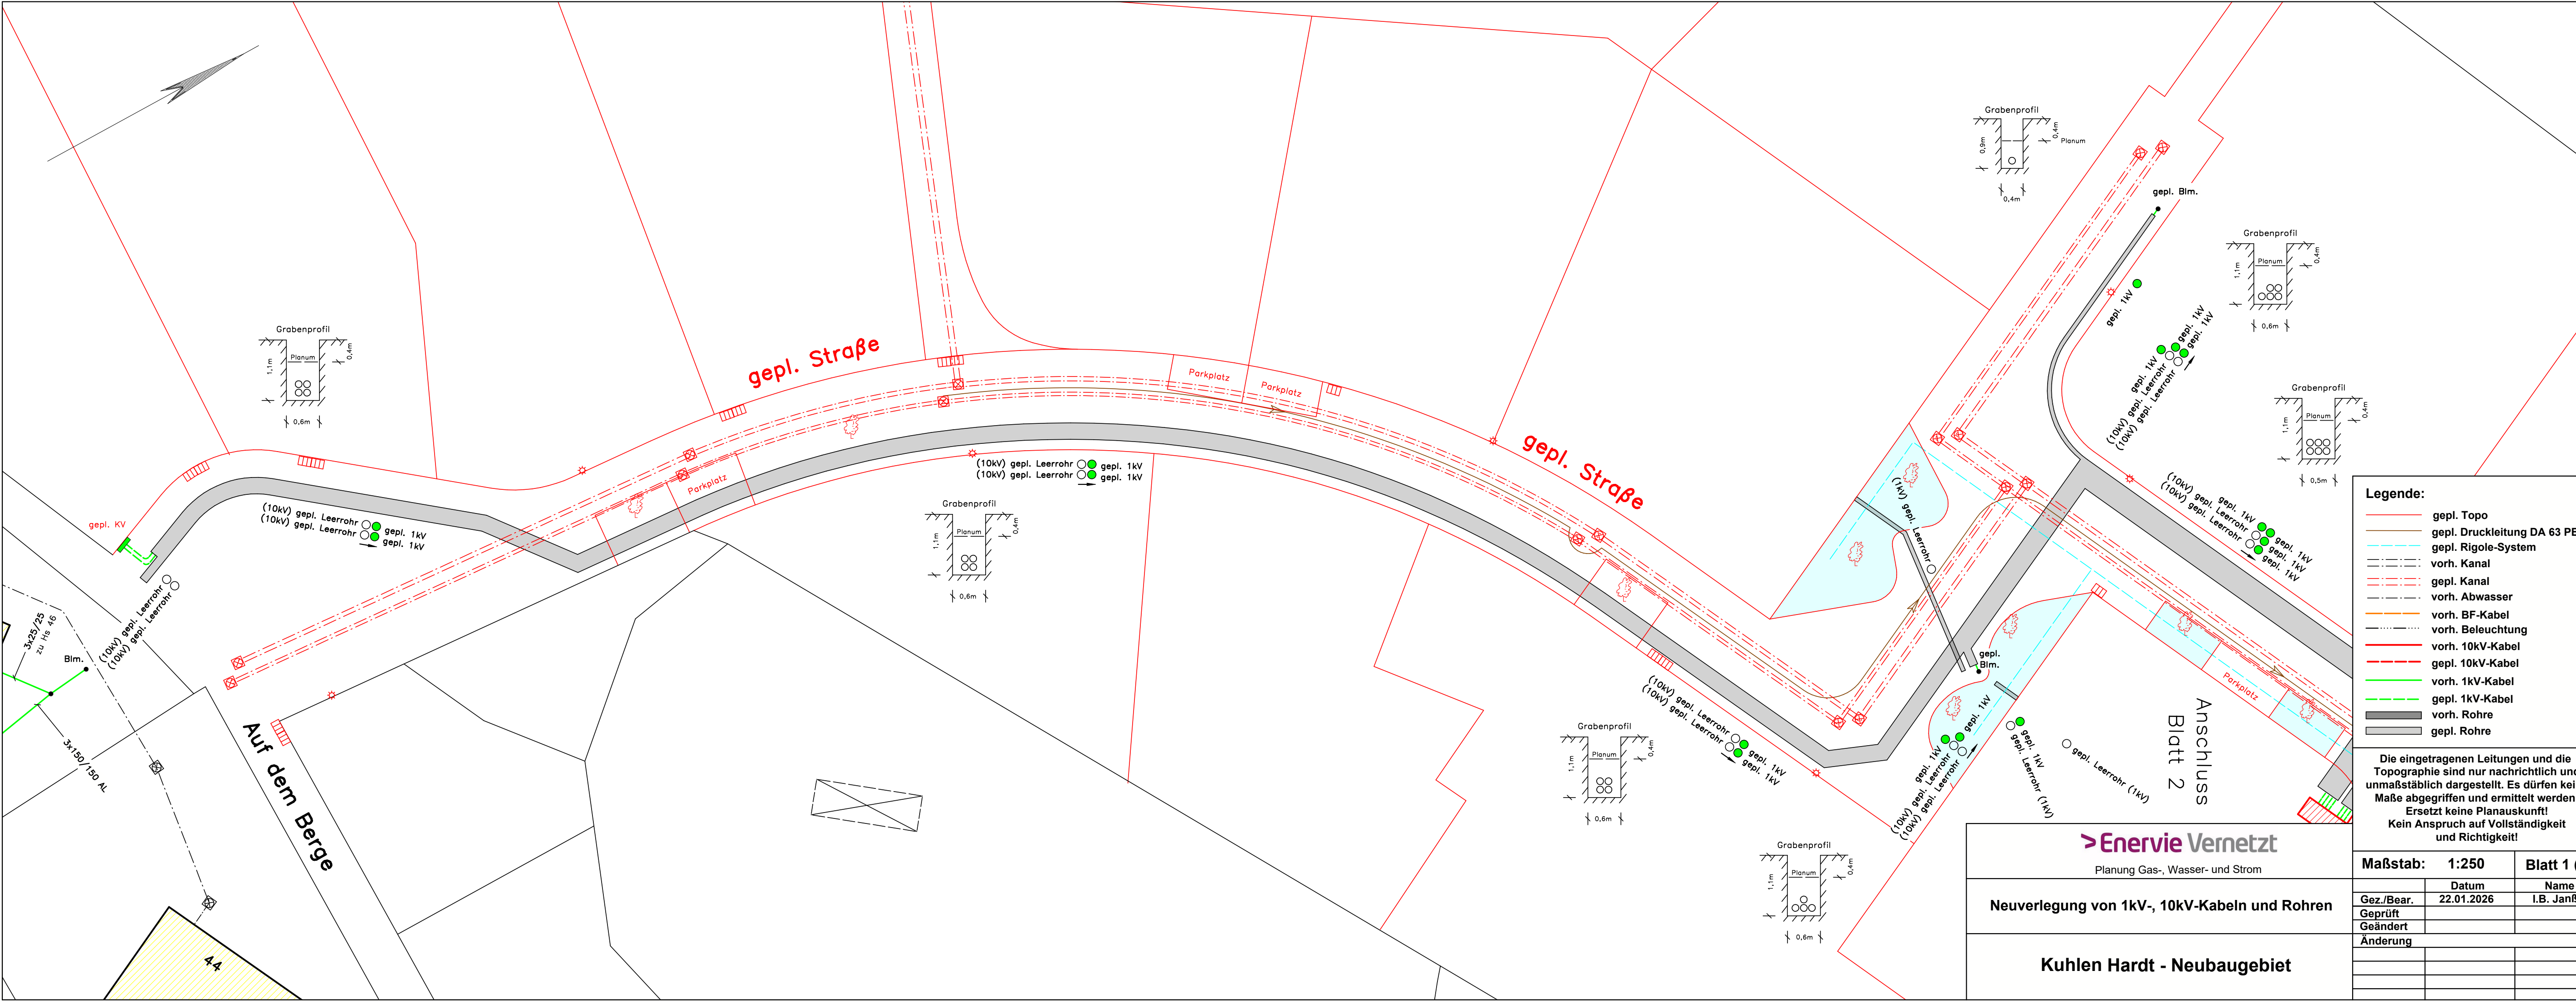 Grabenprofil
Planum
1,1m
0,4m
0,6m
gepl. KV
(10kV) gepl. Leerrohr
(10kV) gepl. Leerrohr
gepl. 1kV
gepl. 1kV
(10kV) gepl. Leerrohr
(10kV) gepl. Leerrohr
3x25/25
zu Hs 46
Blm.
3x150/150 AL
Auf dem Berge
44
gepl. Straße
Parkplatz
(10kV) gepl. Leerrohr
(10kV) gepl. Leerrohr
gepl. 1kV
gepl. 1kV
Grabenprofil
Planum
1,1m
0,4m
0,6m
Parkplatz
Parkplatz
gepl. Straße
Grabenprofil
Planum
1,1m
0,4m
0,6m
(10kV) gepl. Leerrohr
(10kV) gepl. Leerrohr
gepl. 1kV
gepl. 1kV
Grabenprofil
Planum
1,1m
0,4m
0,6m
(1kV) gepl. Leerrohr
gepl.
Blm.
gepl. 1kV
(10kV) gepl. Leerrohr
(10kV) gepl. Leerrohr
gepl. 1kV
gepl. 1kV
gepl. Leerrohr (1kV)
gepl. Leerrohr (1kV)
Anschluss
Blatt 2
Parkplatz
Grabenprofil
0,9m
0,4m
Planum
0,4m
gepl. Blm.
gepl. 1kV
Grabenprofil
Planum
1,1m
0,4m
0,6m
gepl. 1kV
gepl. 1kV
gepl. 1kV
(10kV) gepl. Leerrohr
(10kV) gepl. Leerrohr
Grabenprofil
Planum
1,1m
0,4m
0,5m
gepl. 1kV
(10kV) gepl. Leerrohr
(10kV) gepl. Leerrohr
gepl. 1kV
gepl. 1kV
gepl. 1kV
Legende:
gepl. Topo
gepl. Druckleitung DA 63 PE
gepl. Rigole-System
vorh. Kanal
gepl. Kanal
vorh. Abwasser
vorh. BF-Kabel
vorh. Beleuchtung
vorh. 10kV-Kabel
gepl. 10kV-Kabel
vorh. 1kV-Kabel
gepl. 1kV-Kabel
vorh. Rohre
gepl. Rohre
Die eingetragenen Leitungen und die
Topographie sind nur nachrichtlich und
unmaßstäblich dargestellt. Es dürfen kei
Maße abgegriffen und ermittelt werden
Ersetzt keine Planauskunft!
Kein Anspruch auf Vollständigkeit
und Richtigkeit!
>Enervie Vernetzt
Planung Gas-, Wasser- und Strom
Neuverlegung von 1kV-, 10kV-Kabeln und Rohren
Kuhlen Hardt - Neubaugebiet
Maßstab: 1:250 Blatt 1 (
Datum Name
Gez./Bear. 22.01.2026 I.B. Janß
Geprüft
Geändert
Änderung